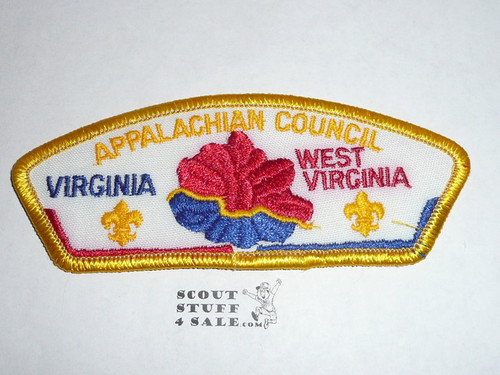 APPALACHIAN COUNCIL
VIRGINIA
WEST
VIRGINIA
SCOUT
STUFF
4 SALE.COM